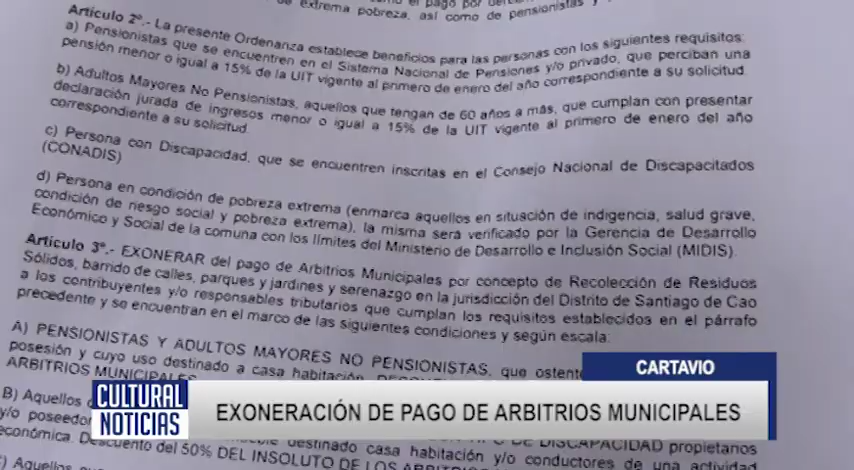 extrema pobreza, así como de pensionistas y
Artículo 2º.- La presente Ordenanza establece beneficios para las personas con los siguientes requisitos:
a) Pensionistas que se encuentren en el Sistema Nacional de Pensiones y/o privado, que perciban una
pensión menor o igual a 15% de la UIT vigente al primero de enero del año correspondiente a su solicitud.
b) Adultos Mayores No Pensionistas, aquellos que tengan de 60 años a más, que cumplan con presentar
declaración jurada de ingresos menor o igual a 15% de la UIT vigente al primero de enero del año
correspondiente a su solicitud.
c) Persona con Discapacidad, que se encuentren inscritas en el Consejo Nacional de Discapacitados
(CONADIS)
d) Persona en condición de pobreza extrema (enmarca aquellos en situación de indigencia, salud grave,
condición de riesgo social y pobreza extrema), la misma será verificado por la Gerencia de Desarrollo
Económico y Social de la comuna con los límites del Ministerio de Desarrollo e Inclusión Social (MIDIS).
Artículo 3º.- EXONERAR del pago de Arbitrios Municipales por concepto de Recolección de Residuos
Sólidos, barrido de calles, parques y jardines y serenazgo en la jurisdicción del Distrito de Santiago de Cao
a los contribuyentes y/o responsables tributarios que cumplan los requisitos establecidos en el párrafo
precedente y se encuentran en el marco de las siguientes condiciones y según escala:
A) PENSIONISTAS Y ADULTOS MAYORES NO PENSIONISTAS, que
posesión y cuyo uso destinado a casa habitación,
ARBITRIOS MUNICIPALES
CARTAVIO
CULTURAL
NOTICIAS
EXONERACIÓN DE PAGO DE ARBITRIOS MUNICIPALES
B) Aquellos
DISCAPACIDAD propietarios
y/o
destinado casa habitación y/o conductores de una actividad
económica. Descuento del 50% DEL INSOLUTO DE LOS
Aquellos